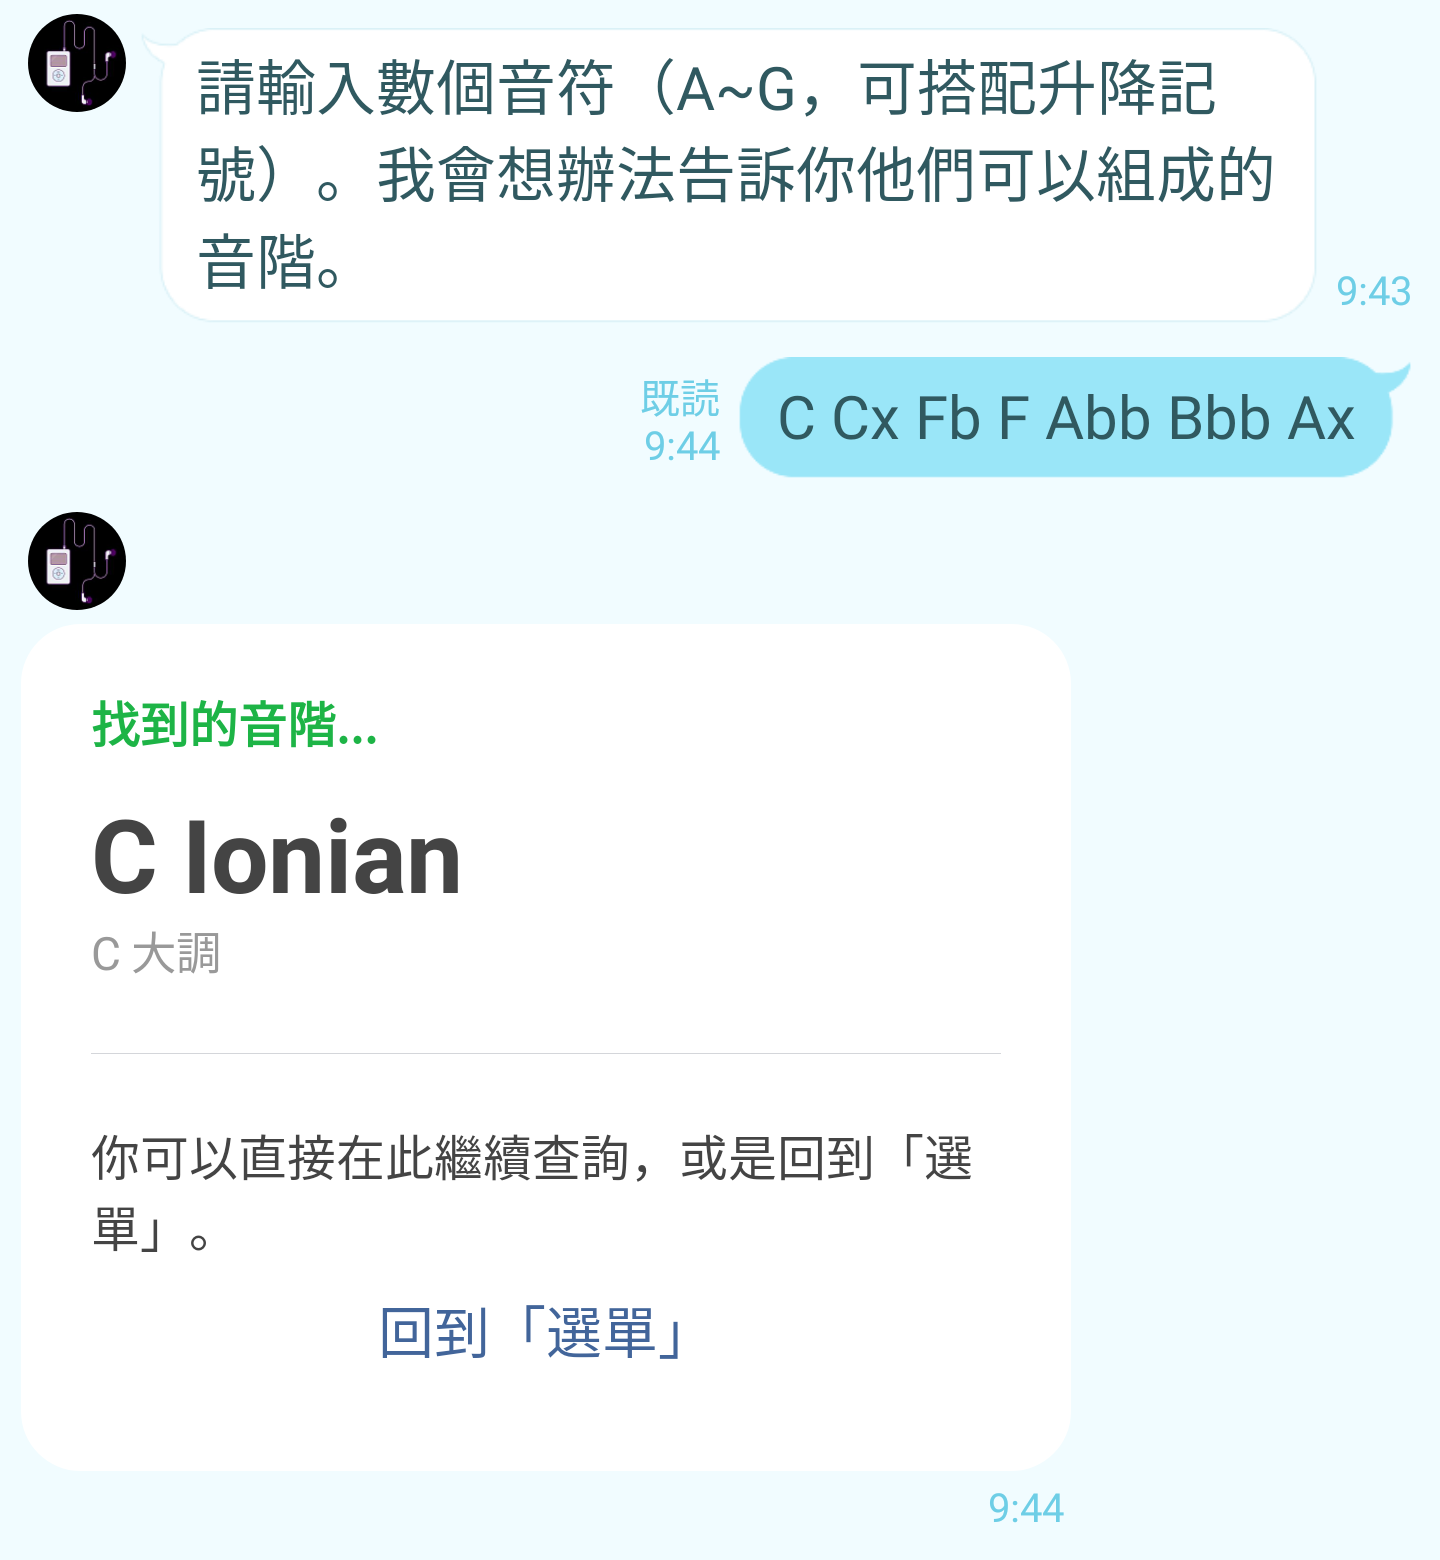 請輸入數個音符（A~G，可搭配升降記
號）。我會想辦法告訴你他們可以組成的
音階。
9:43
既読
9:44
C Cx Fb F Abb Bbb Ax
找到的音階...
C Ionian
C 大調
你可以直接在此繼續查詢，或是回到「選
單」。
回到「選單」
9:44